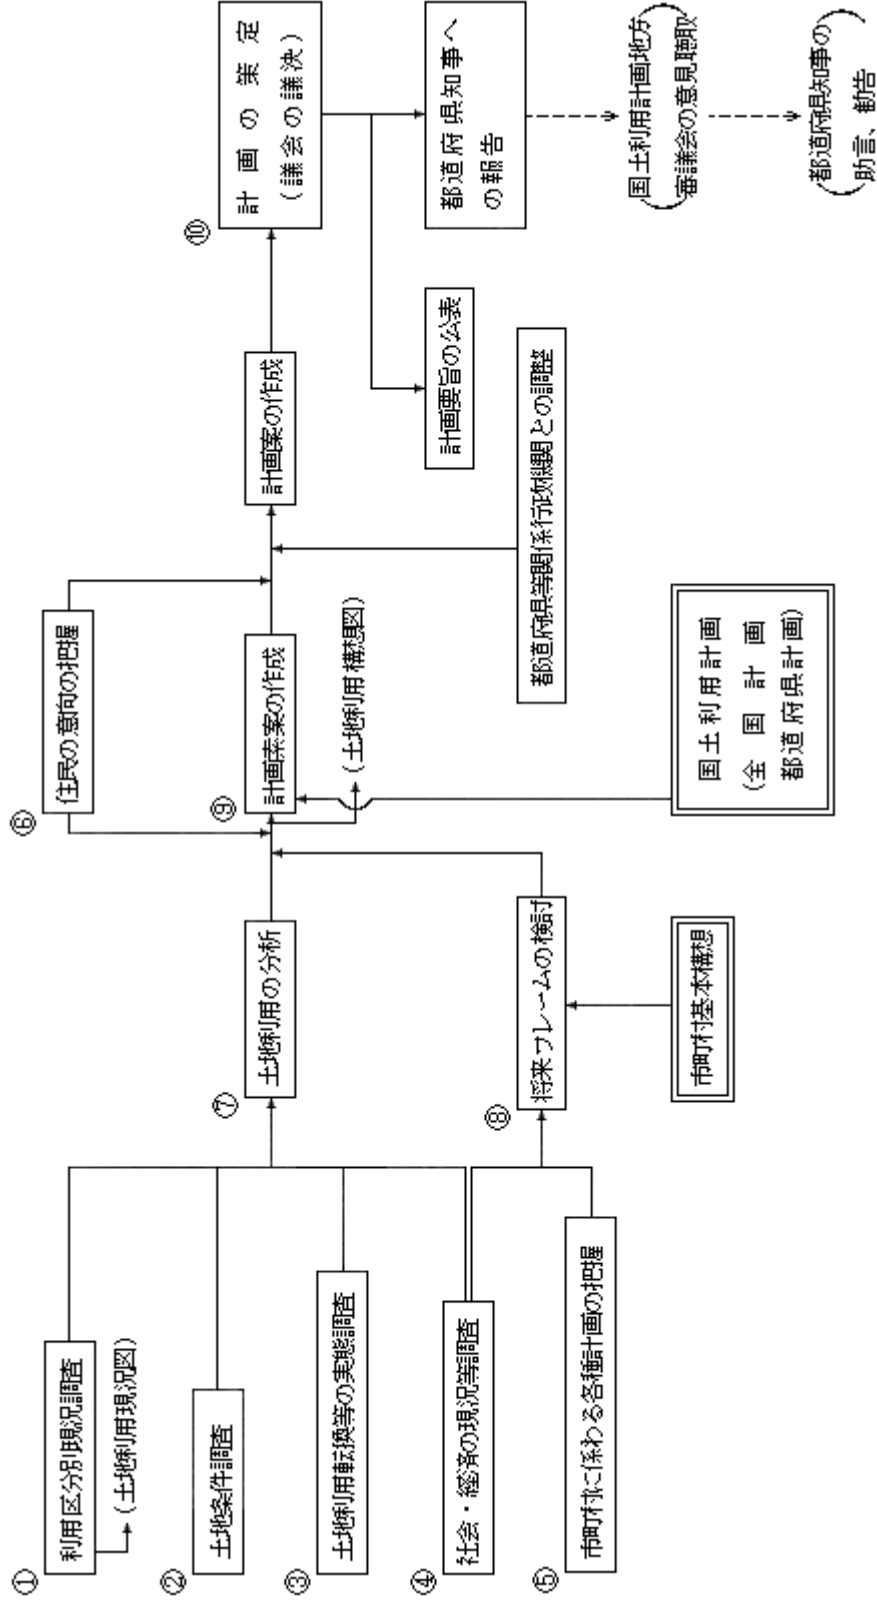 ①
利用区分別現況調査
(土地利用現況図)
②
土地条件調査
③
土地利用転換等の実態調査
④
社会・経済の現況等調査
⑤
市町村に係わる各種計画の把握
⑥
住民の意向の把握
⑦
土地利用の分析
⑧
将来フレームの検討
市町村基本構想
⑨
計画素案の作成
(土地利用構想図)
国土利用計画
(全国計画
都道府県計画)
都道府県等関係行政機関との調整
計画案の作成
⑩
計画の策定
(議会の議決)
計画要旨の公表
都道府県知事へ
の報告
(国土利用計画地方
審議会の意見聴取)
(都道府県知事の
助言、勧告)